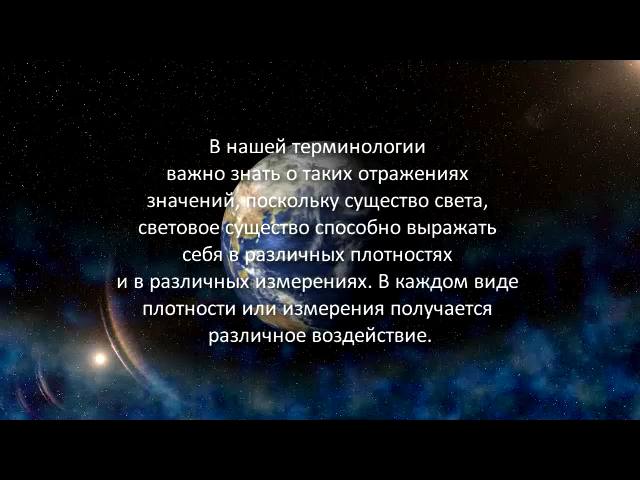 В нашей терминологии
важно знать о таких отражениях
значений, поскольку существо света,
световое существо способно выражать
себя в различных плотностях
и в различных измерениях. В каждом виде
плотности или измерения получается
различное воздействие.